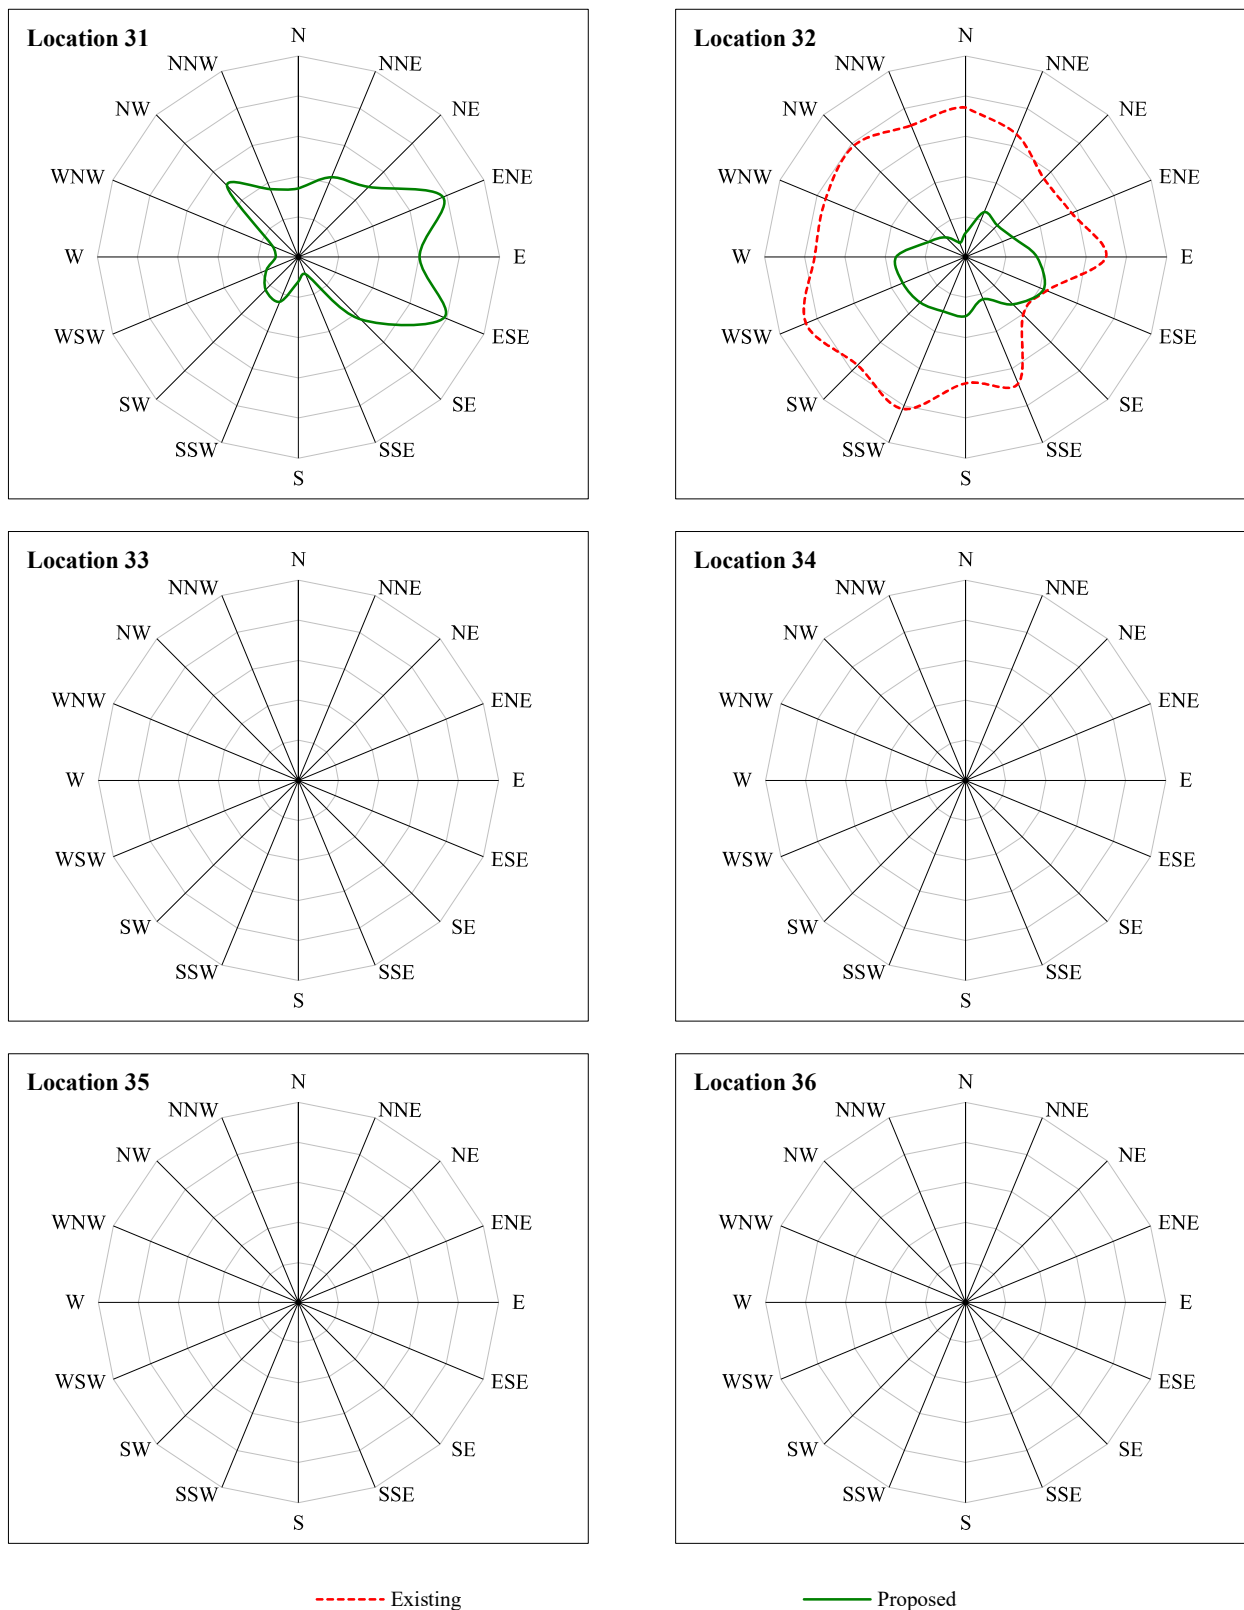 Location 31
N
NNW
NNE
NW
NE
WNW
ENE
W
E
WSW
ESE
SW
SE
SSW
SSE
S
Location 32
N
NNW
NNE
NW
NE
WNW
ENE
W
E
WSW
ESE
SW
SE
SSW
SSE
S
Location 33
N
NNW
NNE
NW
NE
WNW
ENE
W
E
WSW
ESE
SW
SE
SSW
SSE
S
Location 34
N
NNW
NNE
NW
NE
WNW
ENE
W
E
WSW
ESE
SW
SE
SSW
SSE
S
Location 35
N
NNW
NNE
NW
NE
WNW
ENE
W
E
WSW
ESE
SW
SE
SSW
SSE
S
Location 36
N
NNW
NNE
NW
NE
WNW
ENE
W
E
WSW
ESE
SW
SE
SSW
SSE
S
Existing
Proposed